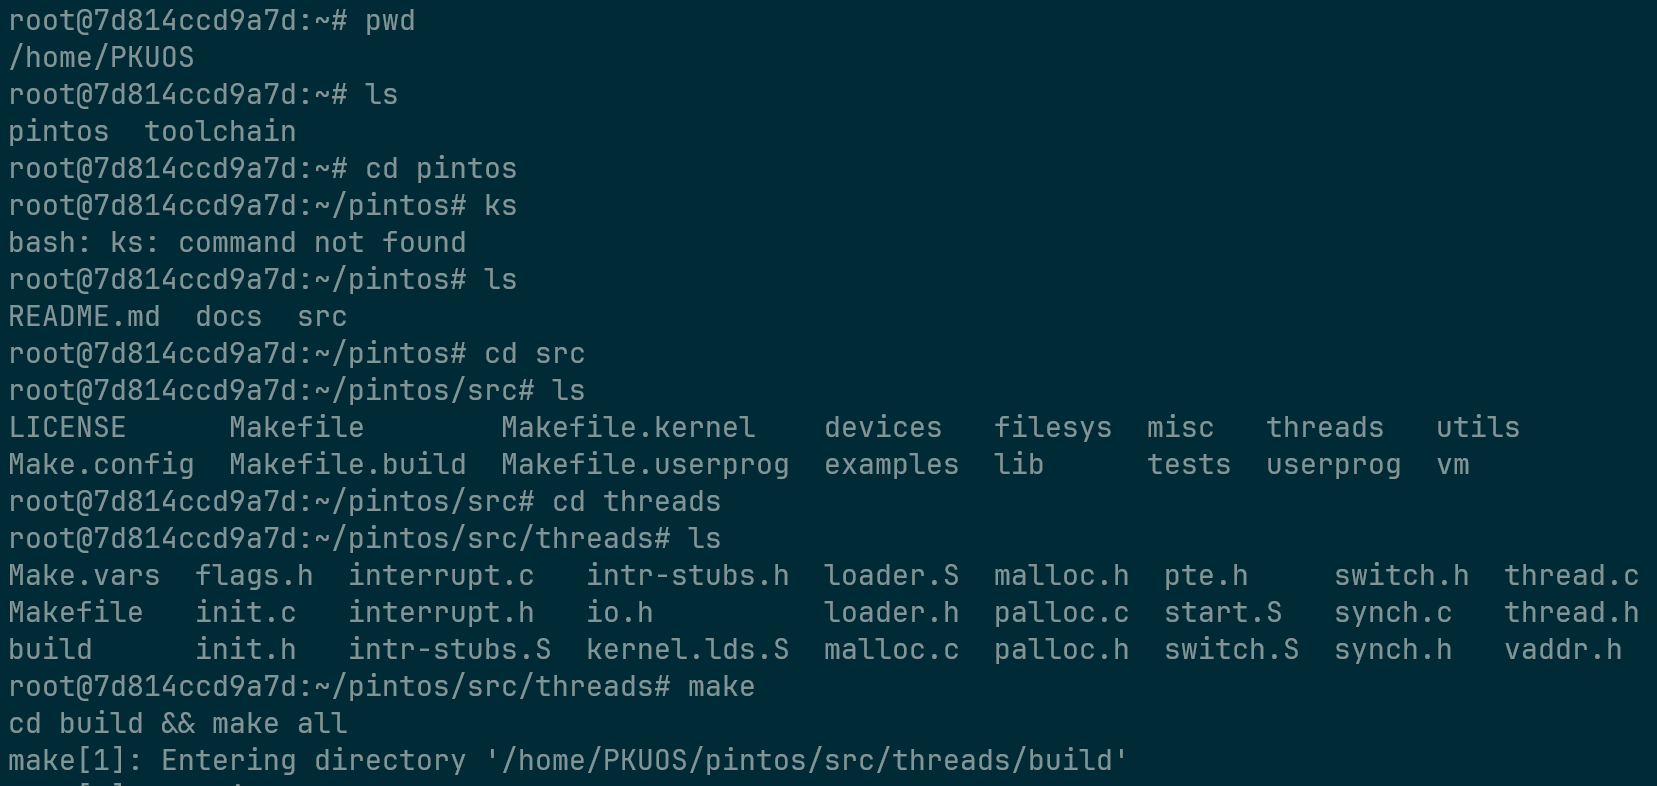 root@7d814ccd9a7d:~# pwd
/home/PKUOS
root@7d814ccd9a7d:~# ls
pintos  toolchain
root@7d814ccd9a7d:~# cd pintos
root@7d814ccd9a7d:~/pintos# ks
bash: ks: command not found
root@7d814ccd9a7d:~/pintos# ls
README.md  docs  src
root@7d814ccd9a7d:~/pintos# cd src
root@7d814ccd9a7d:~/pintos/src# ls
LICENSE      Makefile        Makefile.kernel    devices   filesys  misc   threads   utils
Make.config  Makefile.build  Makefile.userprog  examples  lib      tests  userprog  vm
root@7d814ccd9a7d:~/pintos/src# cd threads
root@7d814ccd9a7d:~/pintos/src/threads# ls
Make.vars  flags.h  interrupt.c   intr-stubs.h  loader.S  malloc.h  pte.h     switch.h  thread.c
Makefile   init.c   interrupt.h   io.h          loader.h  palloc.c  start.S   synch.c   thread.h
build      init.h   intr-stubs.S  kernel.lds.S  malloc.c  palloc.h  switch.S  synch.h   vaddr.h
root@7d814ccd9a7d:~/pintos/src/threads# make
cd build && make all
make[1]: Entering directory '/home/PKUOS/pintos/src/threads/build'